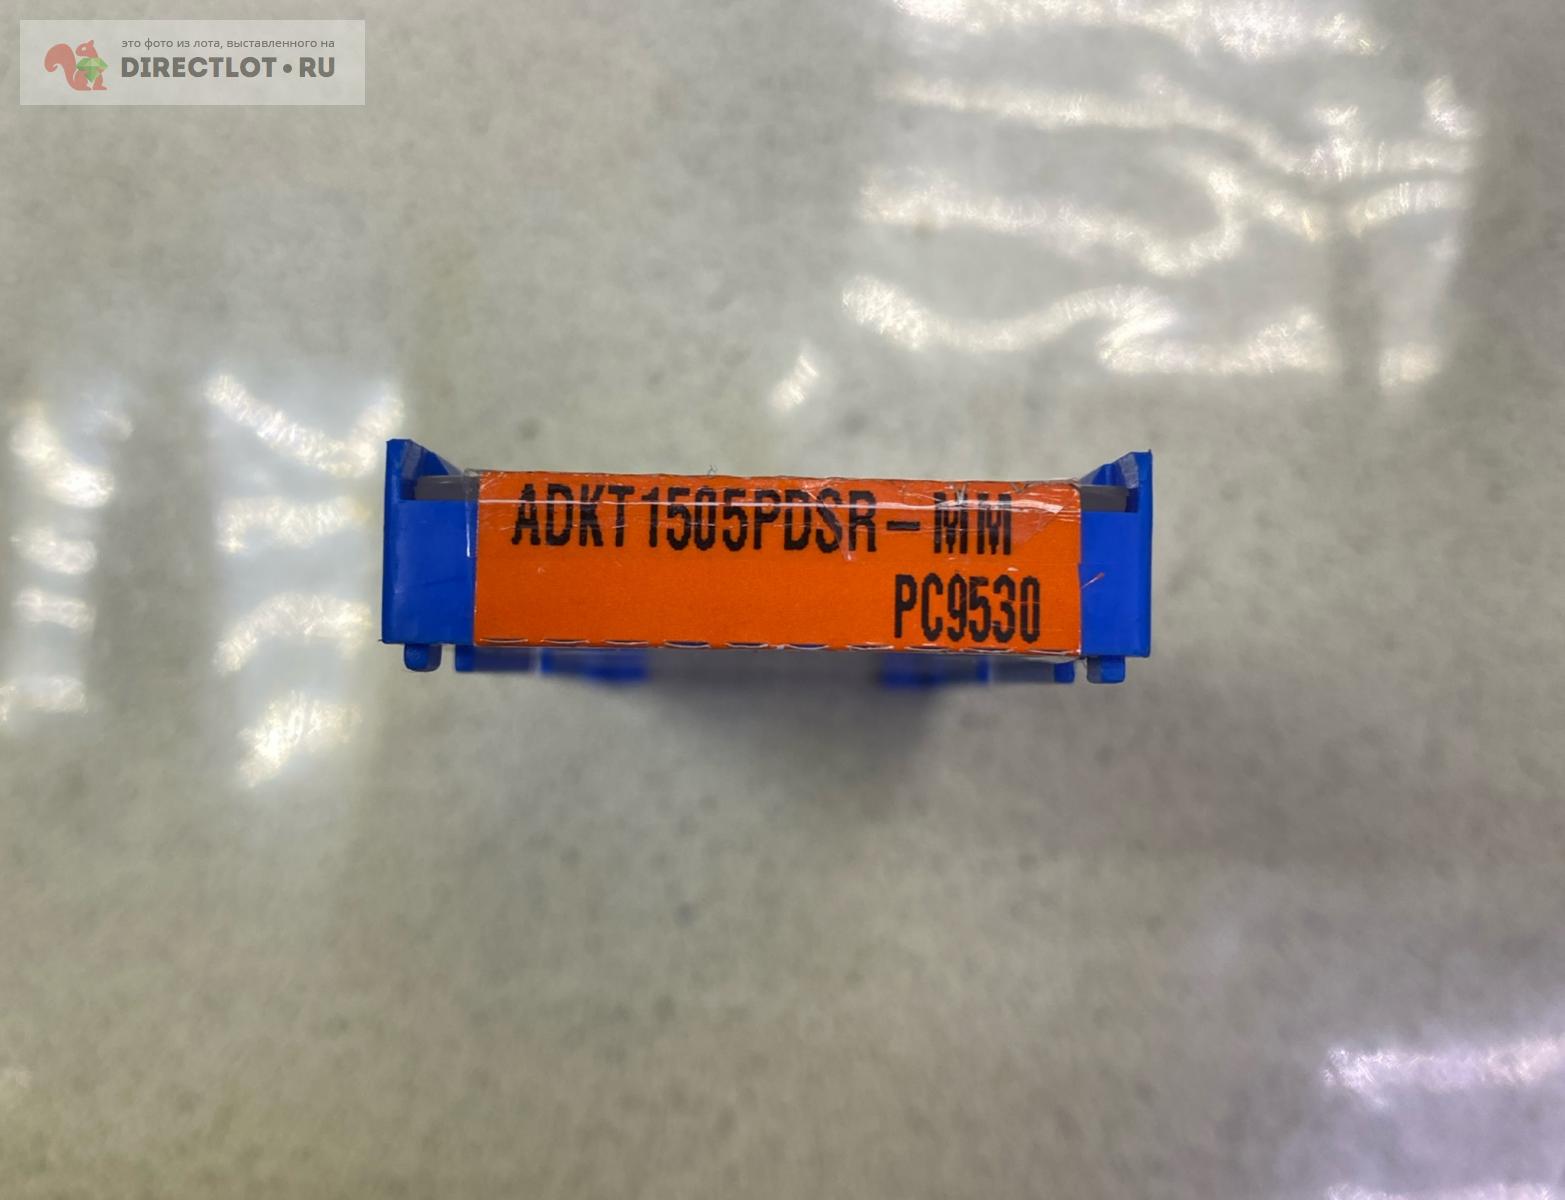 это фото из лота, выставленного на
DIRECTLOT•RU
ADKT1505PDSR-MM
PC9530